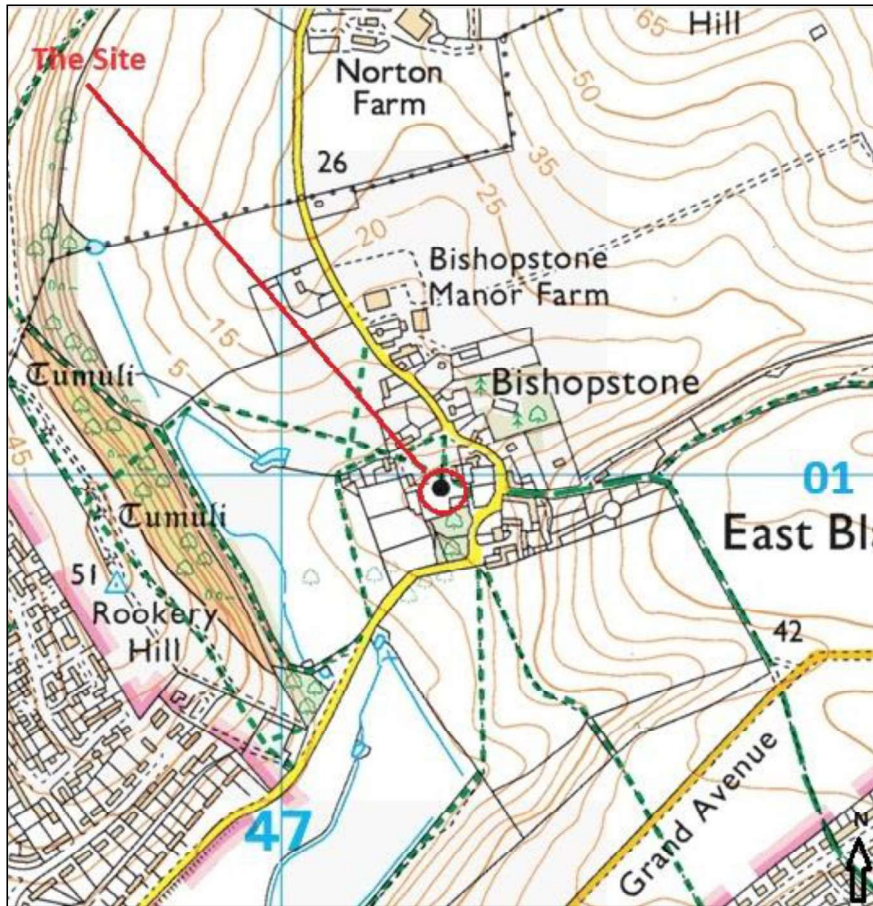 Hill
65
The Site
Norton
Farm
50
35
26
25
20
Bishopstone
Manor Farm
15
5
Tumuli
Bishopstone
45
01
Tumuli
East Bla
51
Rookery
Hill
42
Grand Avenue
47
N